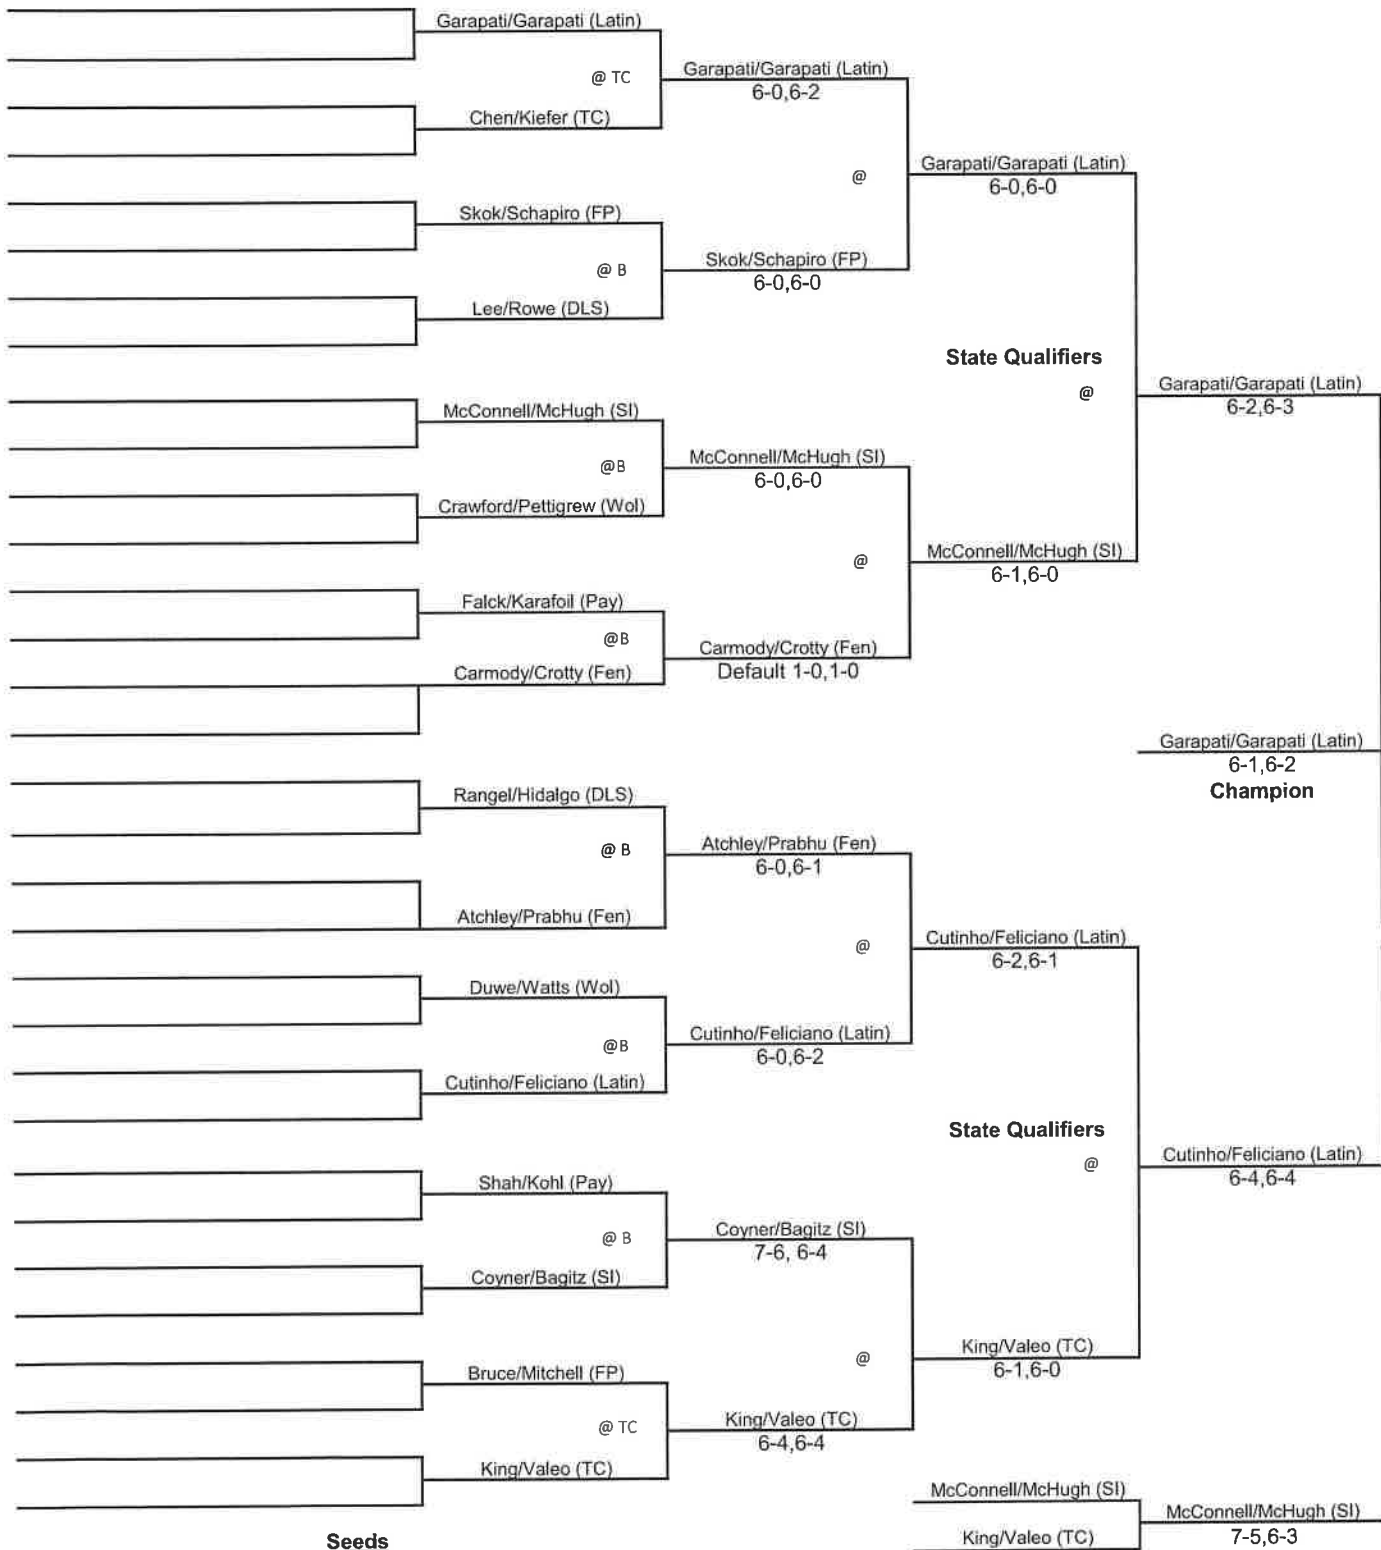 Garapati/Garapati (Latin)
@ TC
Garapati/Garapati (Latin)
6-0,6-2
Chen/Kiefer (TC)
@
Garapati/Garapati (Latin)
6-0,6-0
Skok/Schapiro (FP)
@ B
Skok/Schapiro (FP)
6-0,6-0
Lee/Rowe (DLS)
State Qualifiers
@
Garapati/Garapati (Latin)
6-2,6-3
McConnell/McHugh (SI)
@B
McConnell/McHugh (SI)
6-0,6-0
Crawford/Pettigrew (Wol)
@
McConnell/McHugh (SI)
6-1,6-0
Falck/Karafoil (Pay)
@B
Carmody/Crotty (Fen)
Default 1-0,1-0
Carmody/Crotty (Fen)
Garapati/Garapati (Latin)
6-1,6-2
Champion
Rangel/Hidalgo (DLS)
@ B
Atchley/Prabhu (Fen)
6-0,6-1
Atchley/Prabhu (Fen)
@
Cutinho/Feliciano (Latin)
6-2,6-1
Duwe/Watts (Wol)
@B
Cutinho/Feliciano (Latin)
6-0,6-2
Cutinho/Feliciano (Latin)
State Qualifiers
@
Cutinho/Feliciano (Latin)
6-4,6-4
Shah/Kohl (Pay)
@ B
Coyner/Bagitz (SI)
7-6, 6-4
Coyner/Bagitz (SI)
@
King/Valeo (TC)
6-1,6-0
Bruce/Mitchell (FP)
@ TC
King/Valeo (TC)
6-4,6-4
King/Valeo (TC)
McConnell/McHugh (SI)
McConnell/McHugh (SI)
7-5,6-3
King/Valeo (TC)
Seeds